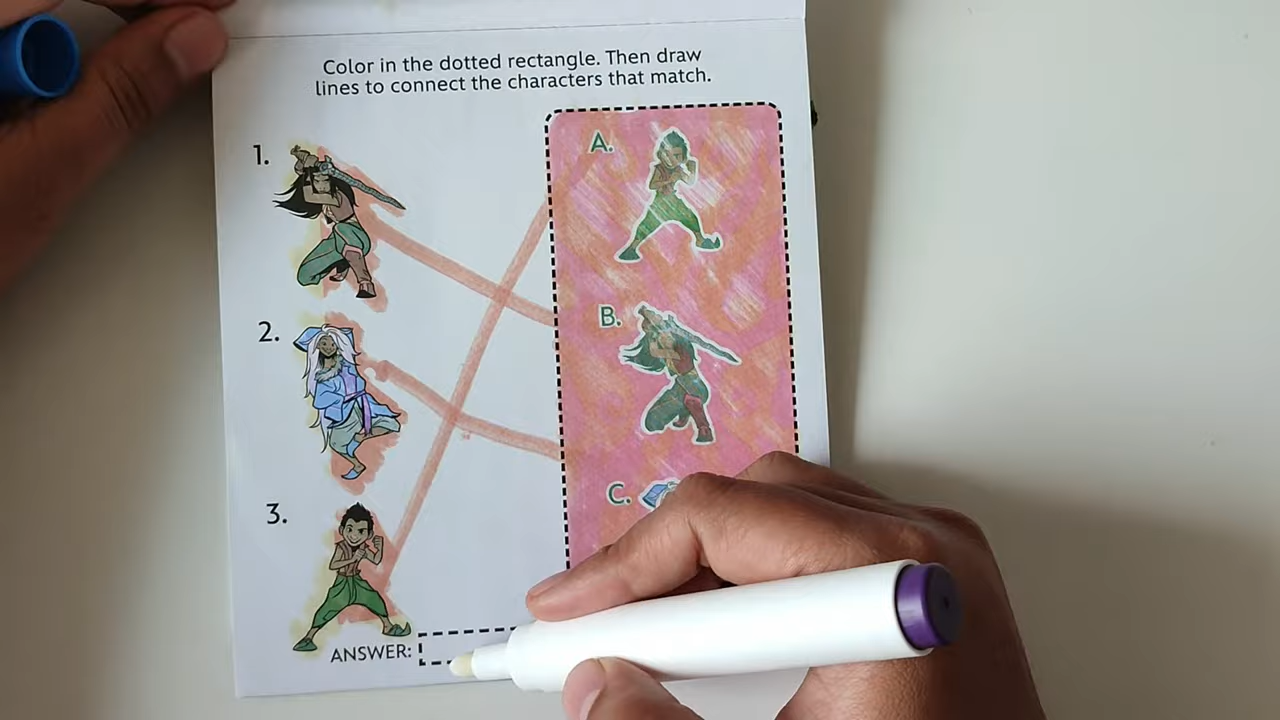 Color in the dotted rectangle. Then draw
lines to connect the characters that match.
1.
A.
2.
B.
3.
C.
ANSWER: